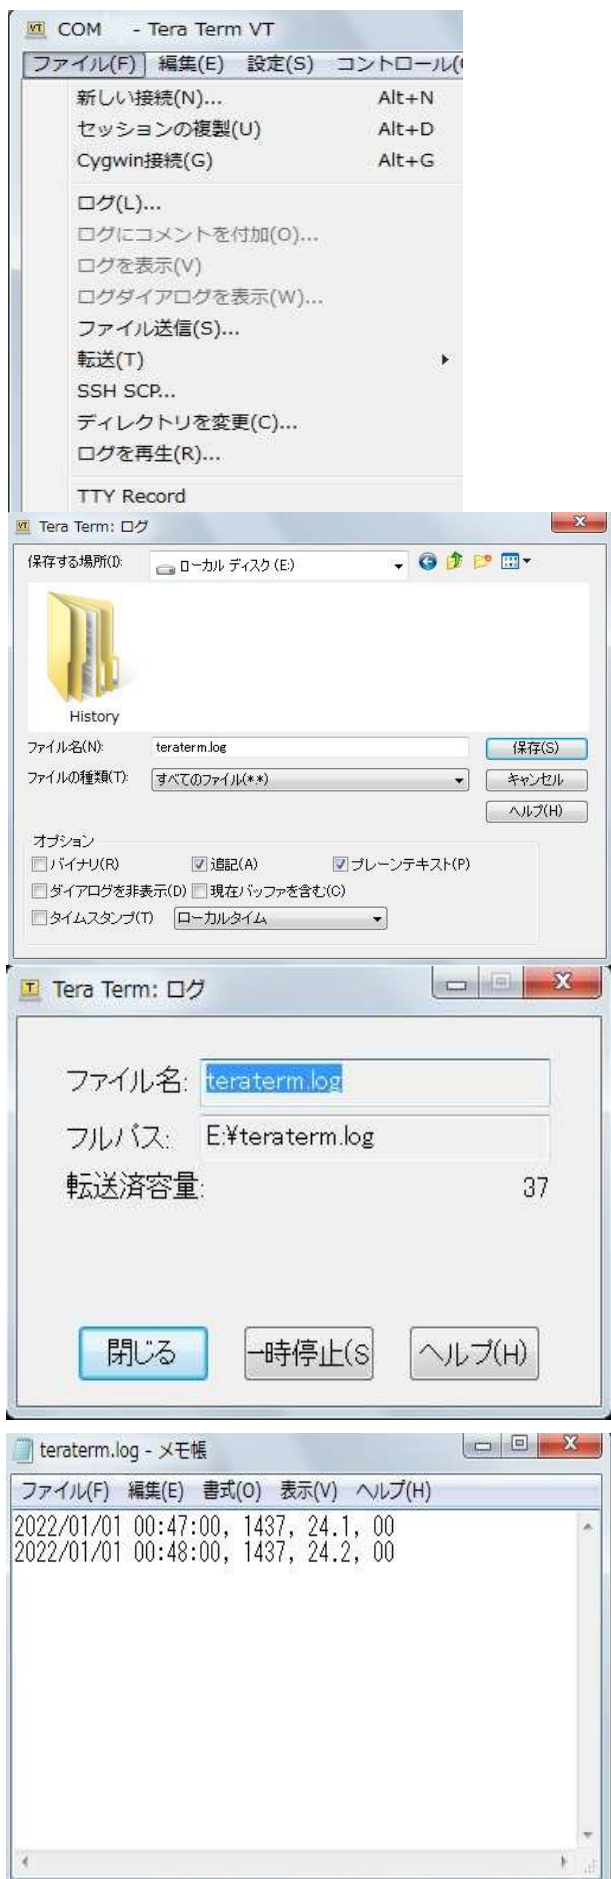 COM - Tera Term VT
ファイル(F) 編集(E) 設定(S) コントロール(
新しい接続(N)... Alt+N
セッションの複製(U) Alt+D
Cygwin接続(G) Alt+G
ログ(L)...
ログにコメントを付加(O)...
ログを表示(V)
ログダイアログを表示(W)...
ファイル送信(S)...
転送(T)
SSH SCP...
ディレクトリを変更(C)...
ログを再生(R)...
TTY Record
Tera Term: ログ
保存する場所(I): ローカル ディスク (E:)
History
ファイル名(N): teraterm.log 保存(S)
ファイルの種類(T): すべてのファイル(*.*) キャンセル
ヘルプ(H)
オプション
バイナリ(R) 追記(A) プレーンテキスト(P)
ダイアログを非表示(D) 現在バッファを含む(C)
タイムスタンプ(T) ローカルタイム
Tera Term: ログ
ファイル名: teraterm.log
フルパス: E:¥teraterm.log
転送済容量: 37
閉じる 一時停止(S ヘルプ(H)
teraterm.log - メモ帳
ファイル(F) 編集(E) 書式(O) 表示(V) ヘルプ(H)
2022/01/01 00:47:00, 1437, 24.1, 00
2022/01/01 00:48:00, 1437, 24.2, 00